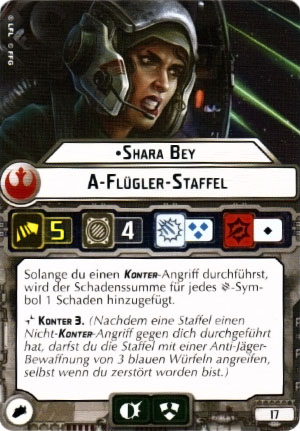 © LFL © FFG
•Shara Bey
A-Flügler-Staffel
5 4
Solange du einen Konter-Angriff durchführst,
wird der Schadenssumme für jedes -Sym-
bol 1 Schaden hinzugefügt.
Konter 3. (Nachdem eine Staffel einen
Nicht-Konter-Angriff gegen dich durchgeführt
hat, darfst du die Staffel mit einer Anti-Jäger-
Bewaffnung von 3 blauen Würfeln angreifen,
selbst wenn du zerstört worden bist.)
17